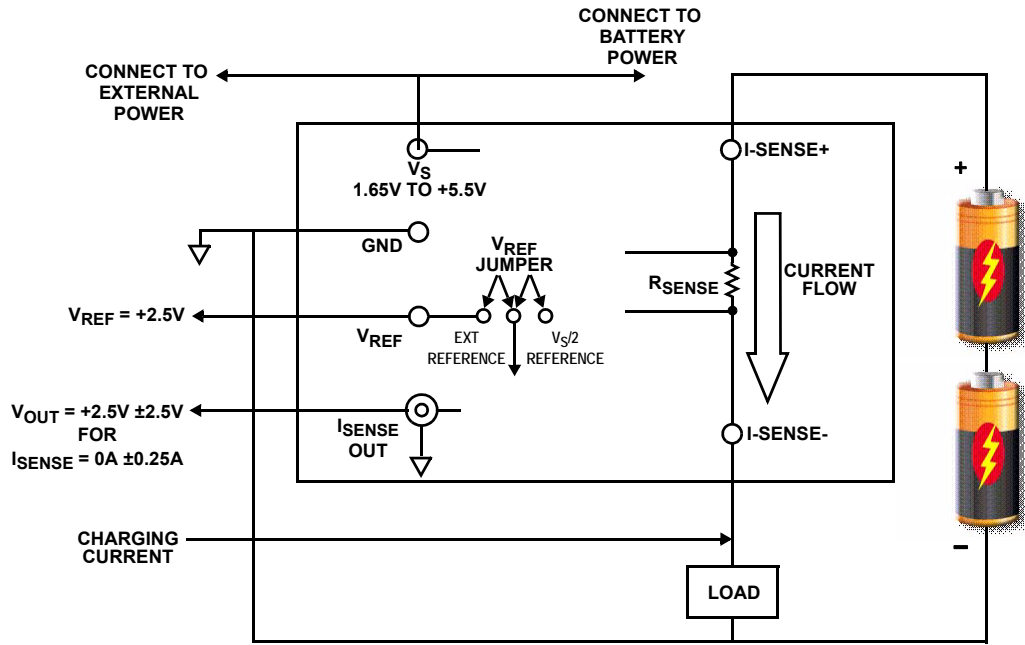 CONNECT TO
BATTERY
POWER
CONNECT TO
EXTERNAL
POWER
VS
1.65V TO +5.5V
I-SENSE+
+
GND
VREF
JUMPER
RSENSE
CURRENT
FLOW
VREF = +2.5V
VREF
EXT
REFERENCE
VS/2
REFERENCE
VOUT = +2.5V ±2.5V
FOR
ISENSE = 0A ±0.25A
ISENSE
OUT
I-SENSE-
CHARGING
CURRENT
–
LOAD